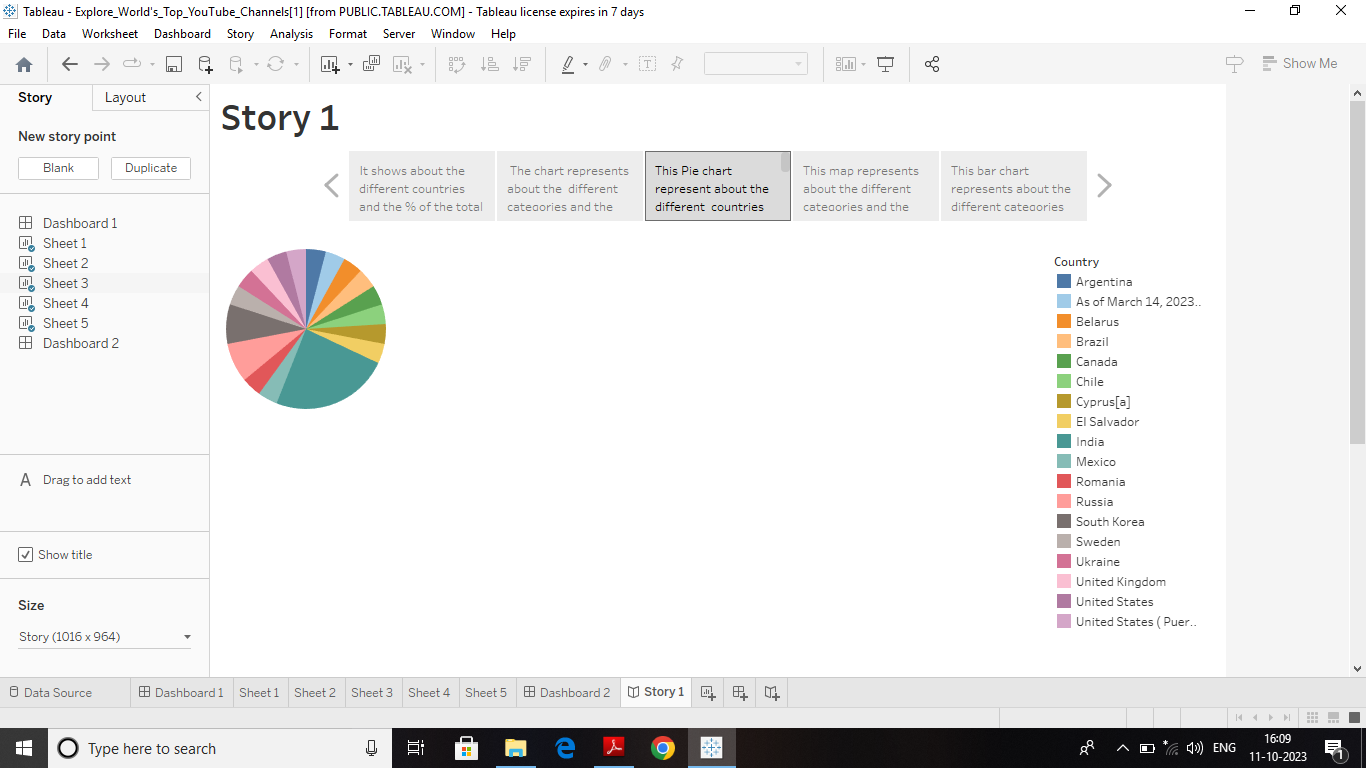 Tableau - Explore_World's_Top_YouTube_Channels[1] [from PUBLIC.TABLEAU.COM] - Tableau license expires in 7 days
File Data Worksheet Dashboard Story Analysis Format Server Window Help
Show Me
Story Layout
New story point
Blank Duplicate
Dashboard 1
Sheet 1
Sheet 2
Sheet 3
Sheet 4
Sheet 5
Dashboard 2
A Drag to add text
Show title
Size
Story (1016 x 964)
Story 1
It shows about the
different countries
and the % of the total
The chart represents
about the different
categories and the
This Pie chart
represent about the
different countries
This map represents
about the different
categories and the
This bar chart
represents about the
different categories
Country
Argentina
As of March 14, 2023..
Belarus
Brazil
Canada
Chile
Cyprus[a]
El Salvador
India
Mexico
Romania
Russia
South Korea
Sweden
Ukraine
United Kingdom
United States
United States ( Puer..
Data Source Dashboard 1 Sheet 1 Sheet 2 Sheet 3 Sheet 4 Sheet 5 Dashboard 2 Story 1
Type here to search
ENG
16:09
11-10-2023
1